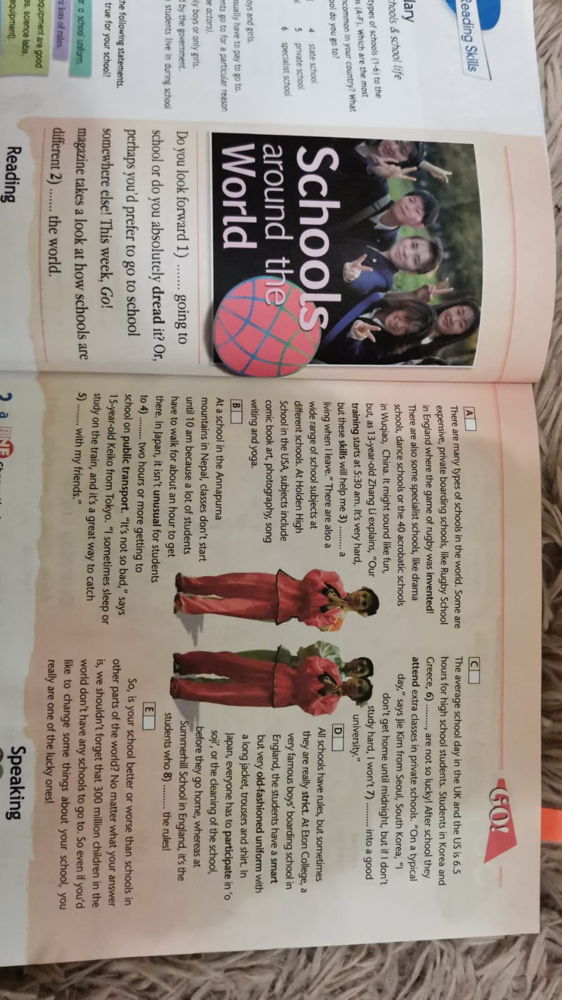 Reading Skills
lary
chools & school life
types of schools (1-6) to the
s (A-F). Which are the most
common in your country? What
ool do you go to?
4 state school
5 private school
6 specialist school
oys and girls.
sually have to pay to go to.
ents go to for a particular reason
e actors).
ly boys or only girls.
d by the government.
students live in during school
he following statements.
true for your school?
r a school uniform.
e lots of rules.
equipment are good
es, science labs,
equipment).
Schools
around the
World
Do you look forward 1) ....... going to
school or do you absolutely dread it? Or,
perhaps you'd prefer to go to school
somewhere else! This week, Go!
magazine takes a look at how schools are
different 2) ....... the world.
Reading
GO!
A
There are many types of schools in the world. Some are
expensive, private boarding schools, like Rugby School
in England where the game of rugby was invented!
There are also some specialist schools, like drama
schools, dance schools or the 40 acrobatic schools
in Wuqiao, China. It might sound like fun,
but, as 13-year-old Zhang Li explains, "Our
training starts at 5:30 am. It's very hard,
but these skills will help me 3) ......... a
living when I leave." There are also a
wide range of school subjects at
different schools. At Holden High
School in the USA, subjects include
comic book art, photography, song
writing and yoga.
B
At a school in the Annapurna
mountains in Nepal, classes don't start
until 10 am because a lot of students
have to walk for about an hour to get
there. In Japan, it isn't unusual for students
to 4) ......... two hours or more getting to
school on public transport. "It's not so bad," says
15-year-old Keiko from Tokyo. "I sometimes sleep or
study on the train, and it's a great way to catch
5) ......... with my friends."
C
The average school day in the UK and the US is 6.5
hours for high school students. Students in Korea and
Greece, 6) ........., are not so lucky! After school they
attend extra classes in private schools. "On a typical
day," says Jie Kim from Seoul, South Korea, "I
don't get home until midnight, but if I don't
study hard, I won't 7) ......... into a good
university."
D
All schools have rules, but sometimes
they are really strict. At Eton College, a
very famous boys' boarding school in
England, the students have a smart
but very old-fashioned uniform with
a long jacket, trousers and shirt. In
Japan, everyone has to participate in 'o
soji', or the cleaning of the school,
before they go home, whereas at
Summerhill School in England, it's the
students who 8) ......... the rules!
E
So, is your school better or worse than schools in
other parts of the world? No matter what your answer
is, we shouldn't forget that 300 million children in the
world don't have any schools to go to. So even if you'd
like to change some things about your school, you
really are one of the lucky ones!
Speaking